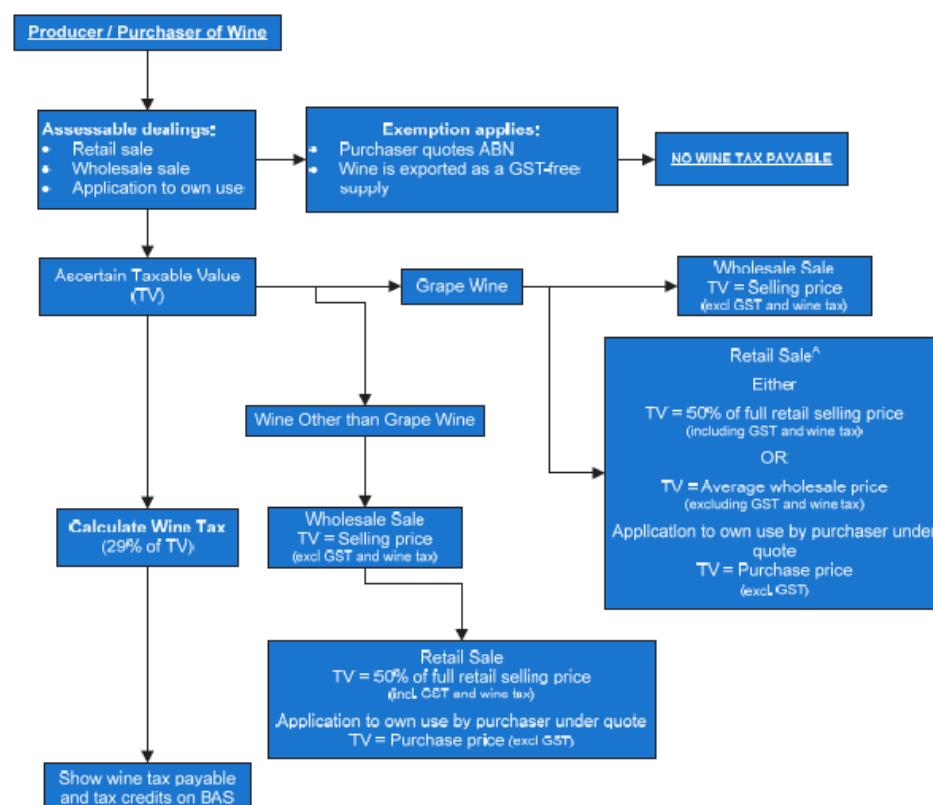 Producer / Purchaser of Wine
Assessable dealings:
• Retail sale
• Wholesale sale
• Application to own use
Exemption applies:
• Purchaser quotes ABN
• Wine is exported as a GST-free
supply
NO WINE TAX PAYABLE
Ascertain Taxable Value
(TV)
Grape Wine
Wholesale Sale
TV = Selling price
(excl GST and wine tax)
Retail Sale^
Either
TV = 50% of full retail selling price
(including GST and wine tax)
OR
TV = Average wholesale price
(excluding GST and wine tax)
Application to own use by purchaser under
quote
TV = Purchase price
(excl. GST)
Wine Other than Grape Wine
Wholesale Sale
TV = Selling price
(excl GST and wine tax)
Calculate Wine Tax
(29% of TV)
Retail Sale
TV = 50% of full retail selling price
(incl. GST and wine tax)
Application to own use by purchaser under quote
TV = Purchase price (excl GST)
Show wine tax payable
and tax credits on BAS